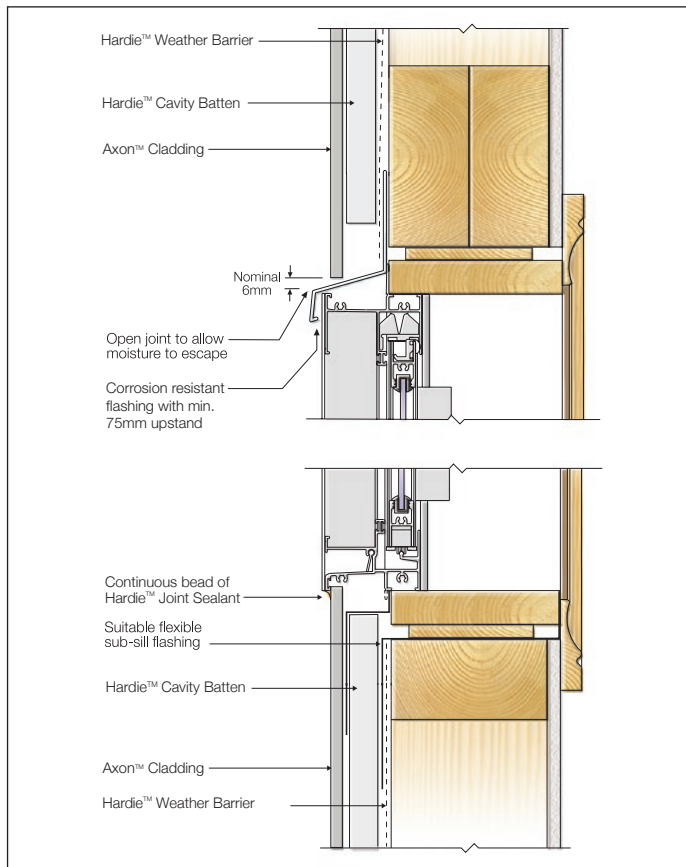 Hardie™ Weather Barrier
Hardie™ Cavity Batten
Axon™ Cladding
Nominal
6mm
Open joint to allow
moisture to escape
Corrosion resistant
flashing with min.
75mm upstand
Continuous bead of
Hardie™ Joint Sealant
Suitable flexible
sub-sill flashing
Hardie™ Cavity Batten
Axon™ Cladding
Hardie™ Weather Barrier